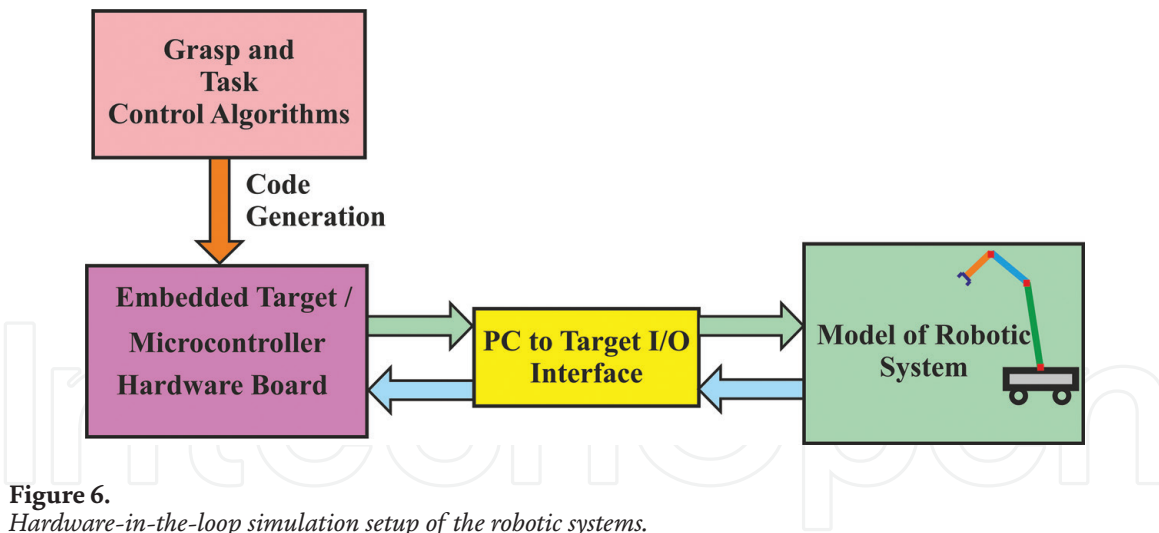 Grasp and
Task
Control Algorithms
Code
Generation
Embedded Target /
Microcontroller
Hardware Board
PC to Target I/O
Interface
Model of Robotic
System
IntechOpen
Figure 6.
Hardware-in-the-loop simulation setup of the robotic systems.